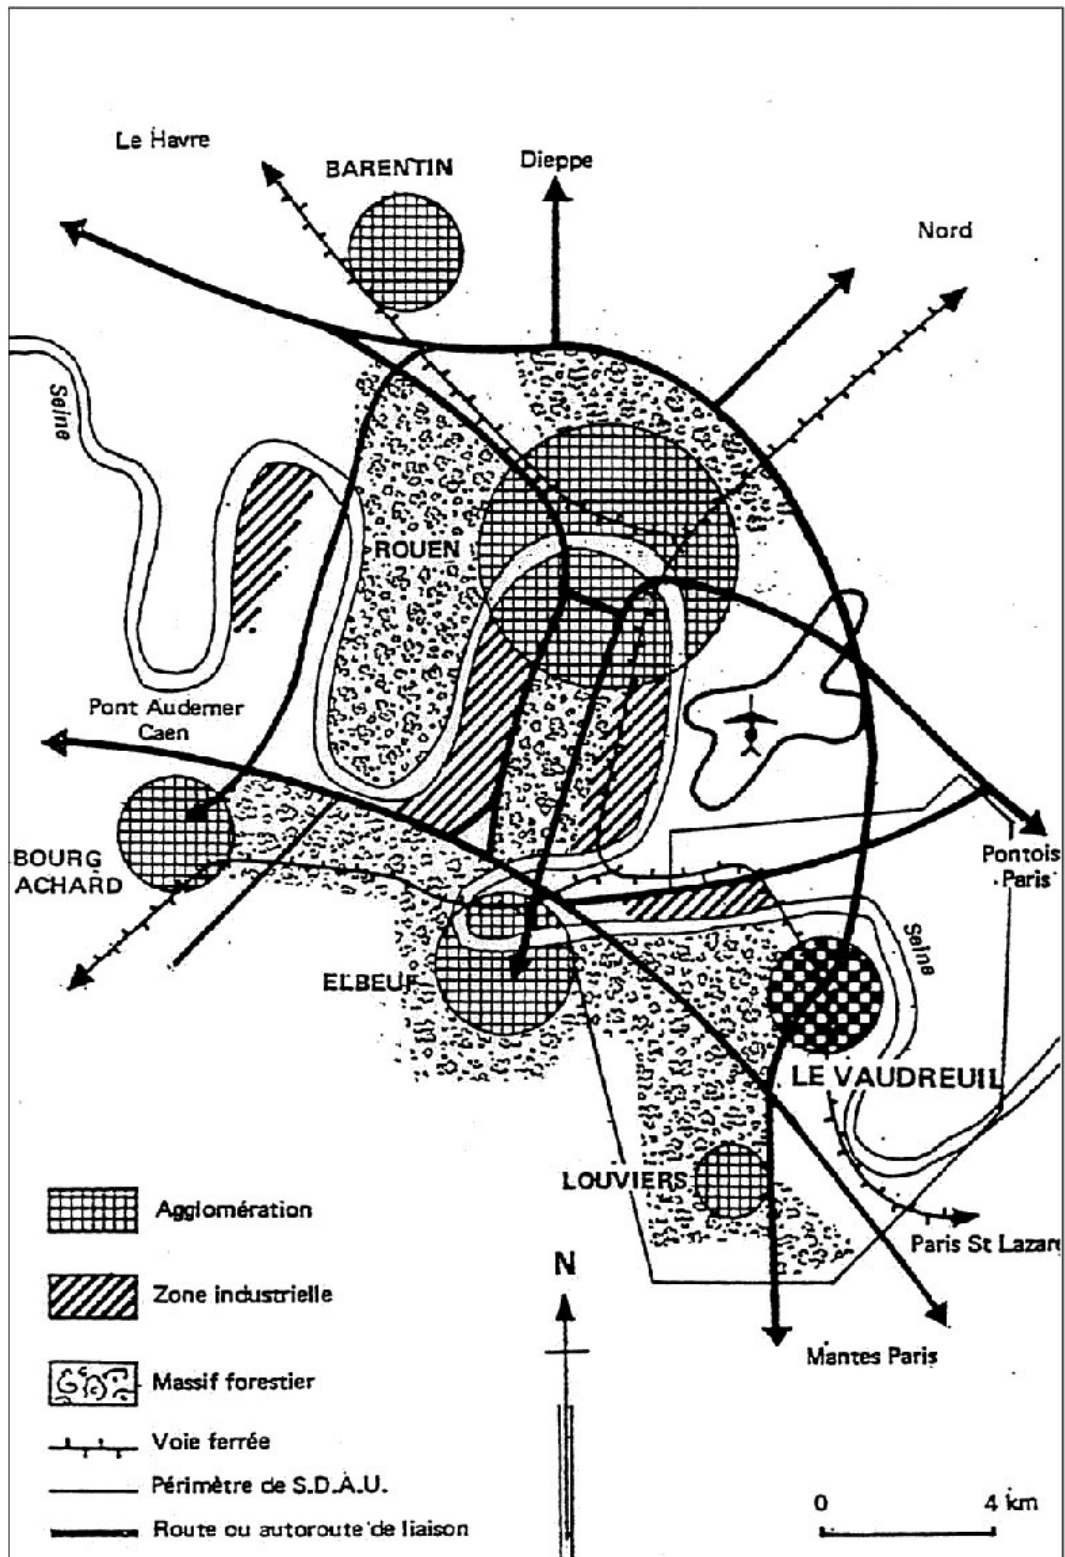 Le Havre
BARENTIN
Dieppe
Nord
Seine
ROUEN
Pont Audemer
Caen
BOURG
ACHARD
Pontois
Paris
Seine
ELBEUF
LE VAUDREUIL
LOUVIERS
Paris St Lazare
Mantes Paris
N
Agglomération
Zone industrielle
Massif forestier
Voie ferrée
Périmètre de S.D.A.U.
Route ou autoroute de liaison
0 4 km